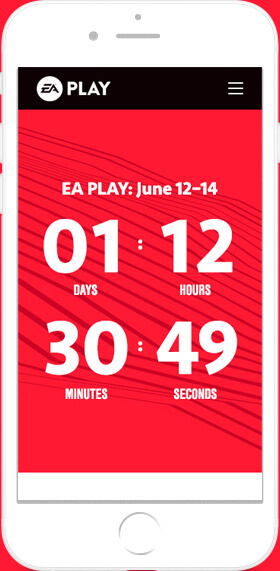 EA PLAY
EA PLAY: June 12–14
01 : 12
DAYS HOURS
30 : 49
MINUTES SECONDS